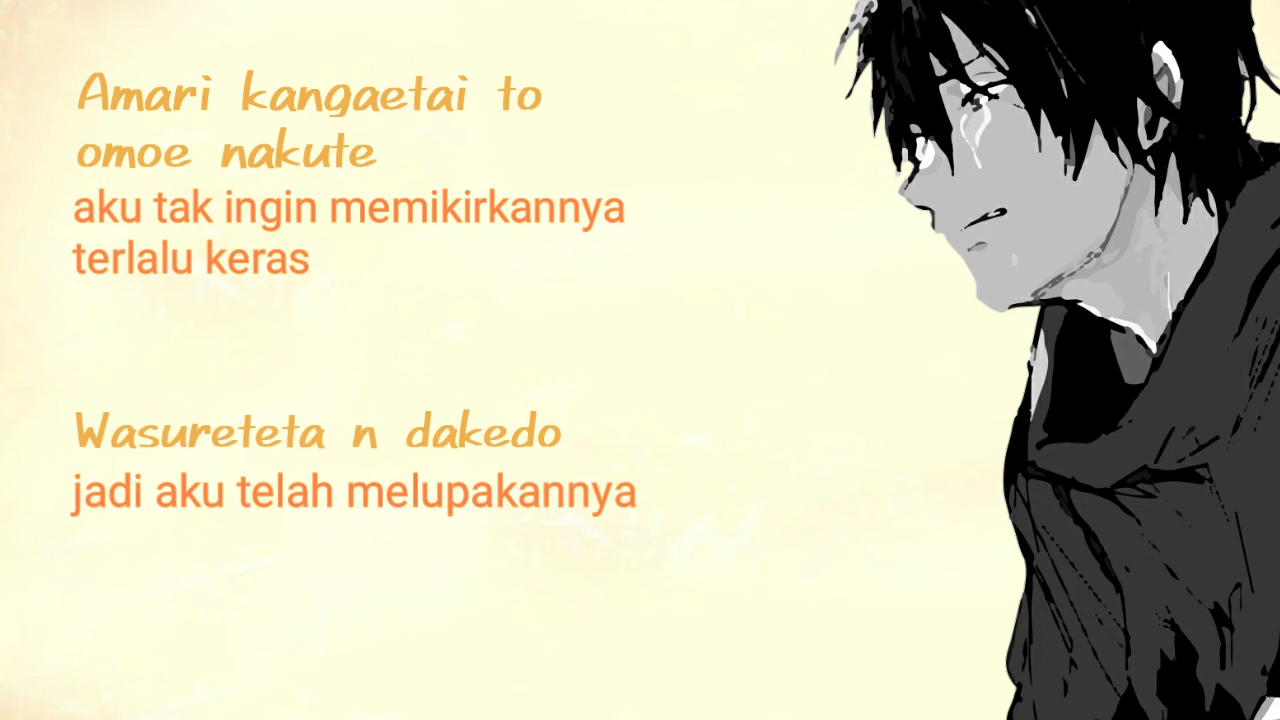 Amari kangaetai to
omoe nakute
aku tak ingin memikirkannya
terlalu keras
Wasureteta n dakedo
jadi aku telah melupakannya